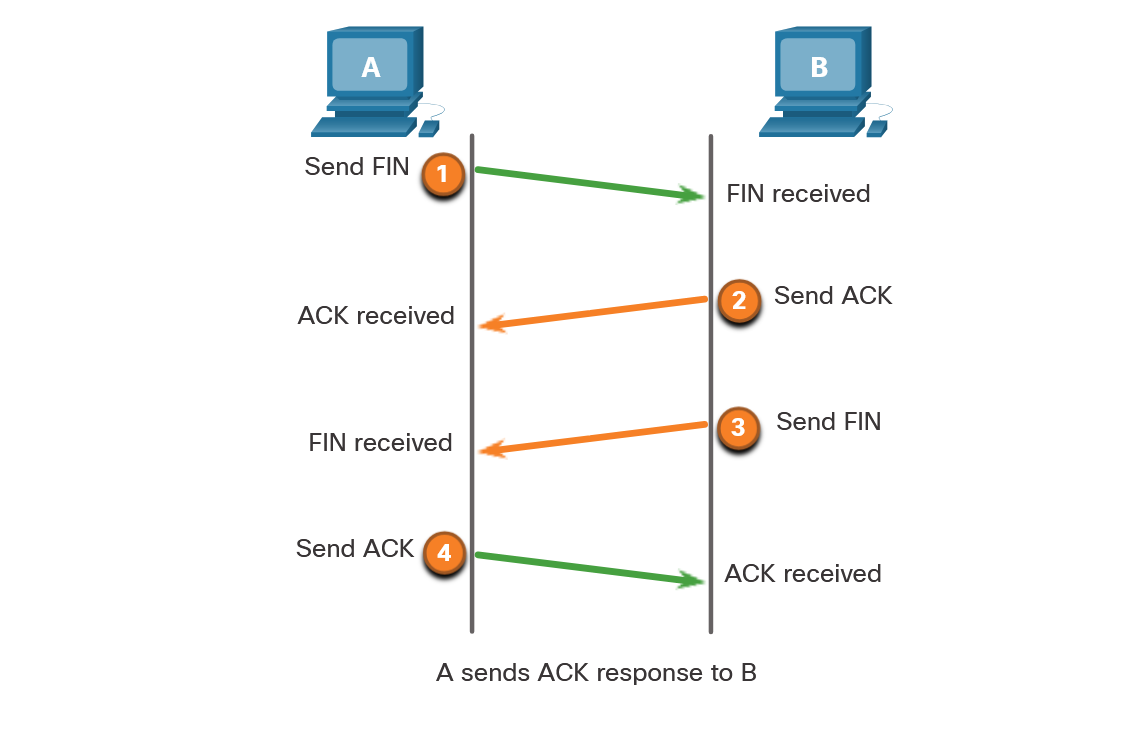 A
B
Send FIN
1
FIN received
2
Send ACK
ACK received
3
Send FIN
FIN received
Send ACK
4
ACK received
A sends ACK response to B